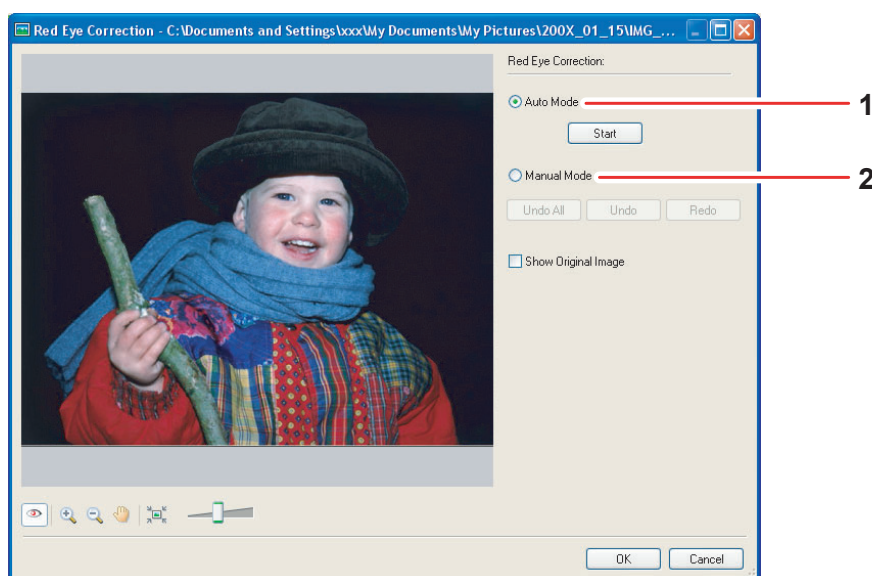 Red Eye Correction - C:\Documents and Settings\xxx\My Documents\My Pictures\200X_01_15\IMG_...
Red Eye Correction:
Auto Mode
1
Start
Manual Mode
2
Undo All Undo Redo
Show Original Image
OK Cancel